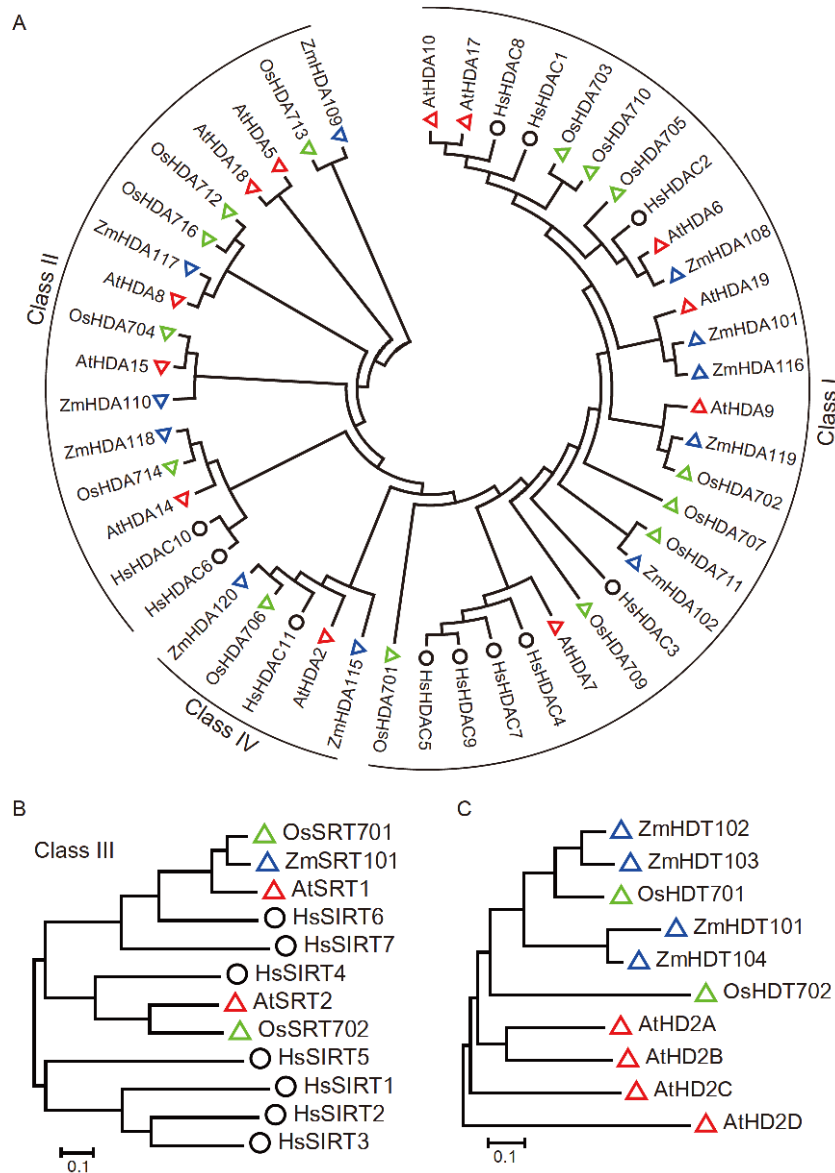 A
AtHDA10
AtHDA17
HsHDAC8
HsHDAC1
OsHDA703
OsHDA710
OsHDA705
HsHDAC2
AtHDA6
ZmHDA108
AtHDA19
ZmHDA101
ZmHDA116
AtHDA9
ZmHDA119
OsHDA702
OsHDA707
OsHDA711
ZmHDA102
HsHDAC3
OsHDA709
AtHDA7
HsHDAC4
HsHDAC7
HsHDAC9
HsHDAC5
OsHDA701
ZmHDA115
AtHDA2
HsHDAC11
OsHDA706
ZmHDA120
HsHDAC6
HsHDAC10
AtHDA14
OsHDA714
ZmHDA118
ZmHDA110
AtHDA15
OsHDA704
AtHDA8
ZmHDA117
OsHDA716
OsHDA712
AtHDA18
AtHDA5
OsHDA713
ZmHDA109
Class I
Class II
Class IV
B
Class III
OsSRT701
ZmSRT101
AtSRT1
HsSIRT6
HsSIRT7
HsSIRT4
AtSRT2
OsSRT702
HsSIRT5
HsSIRT1
HsSIRT2
HsSIRT3
0.1
C
ZmHDT102
ZmHDT103
OsHDT701
ZmHDT101
ZmHDT104
OsHDT702
AtHD2A
AtHD2B
AtHD2C
AtHD2D
0.1